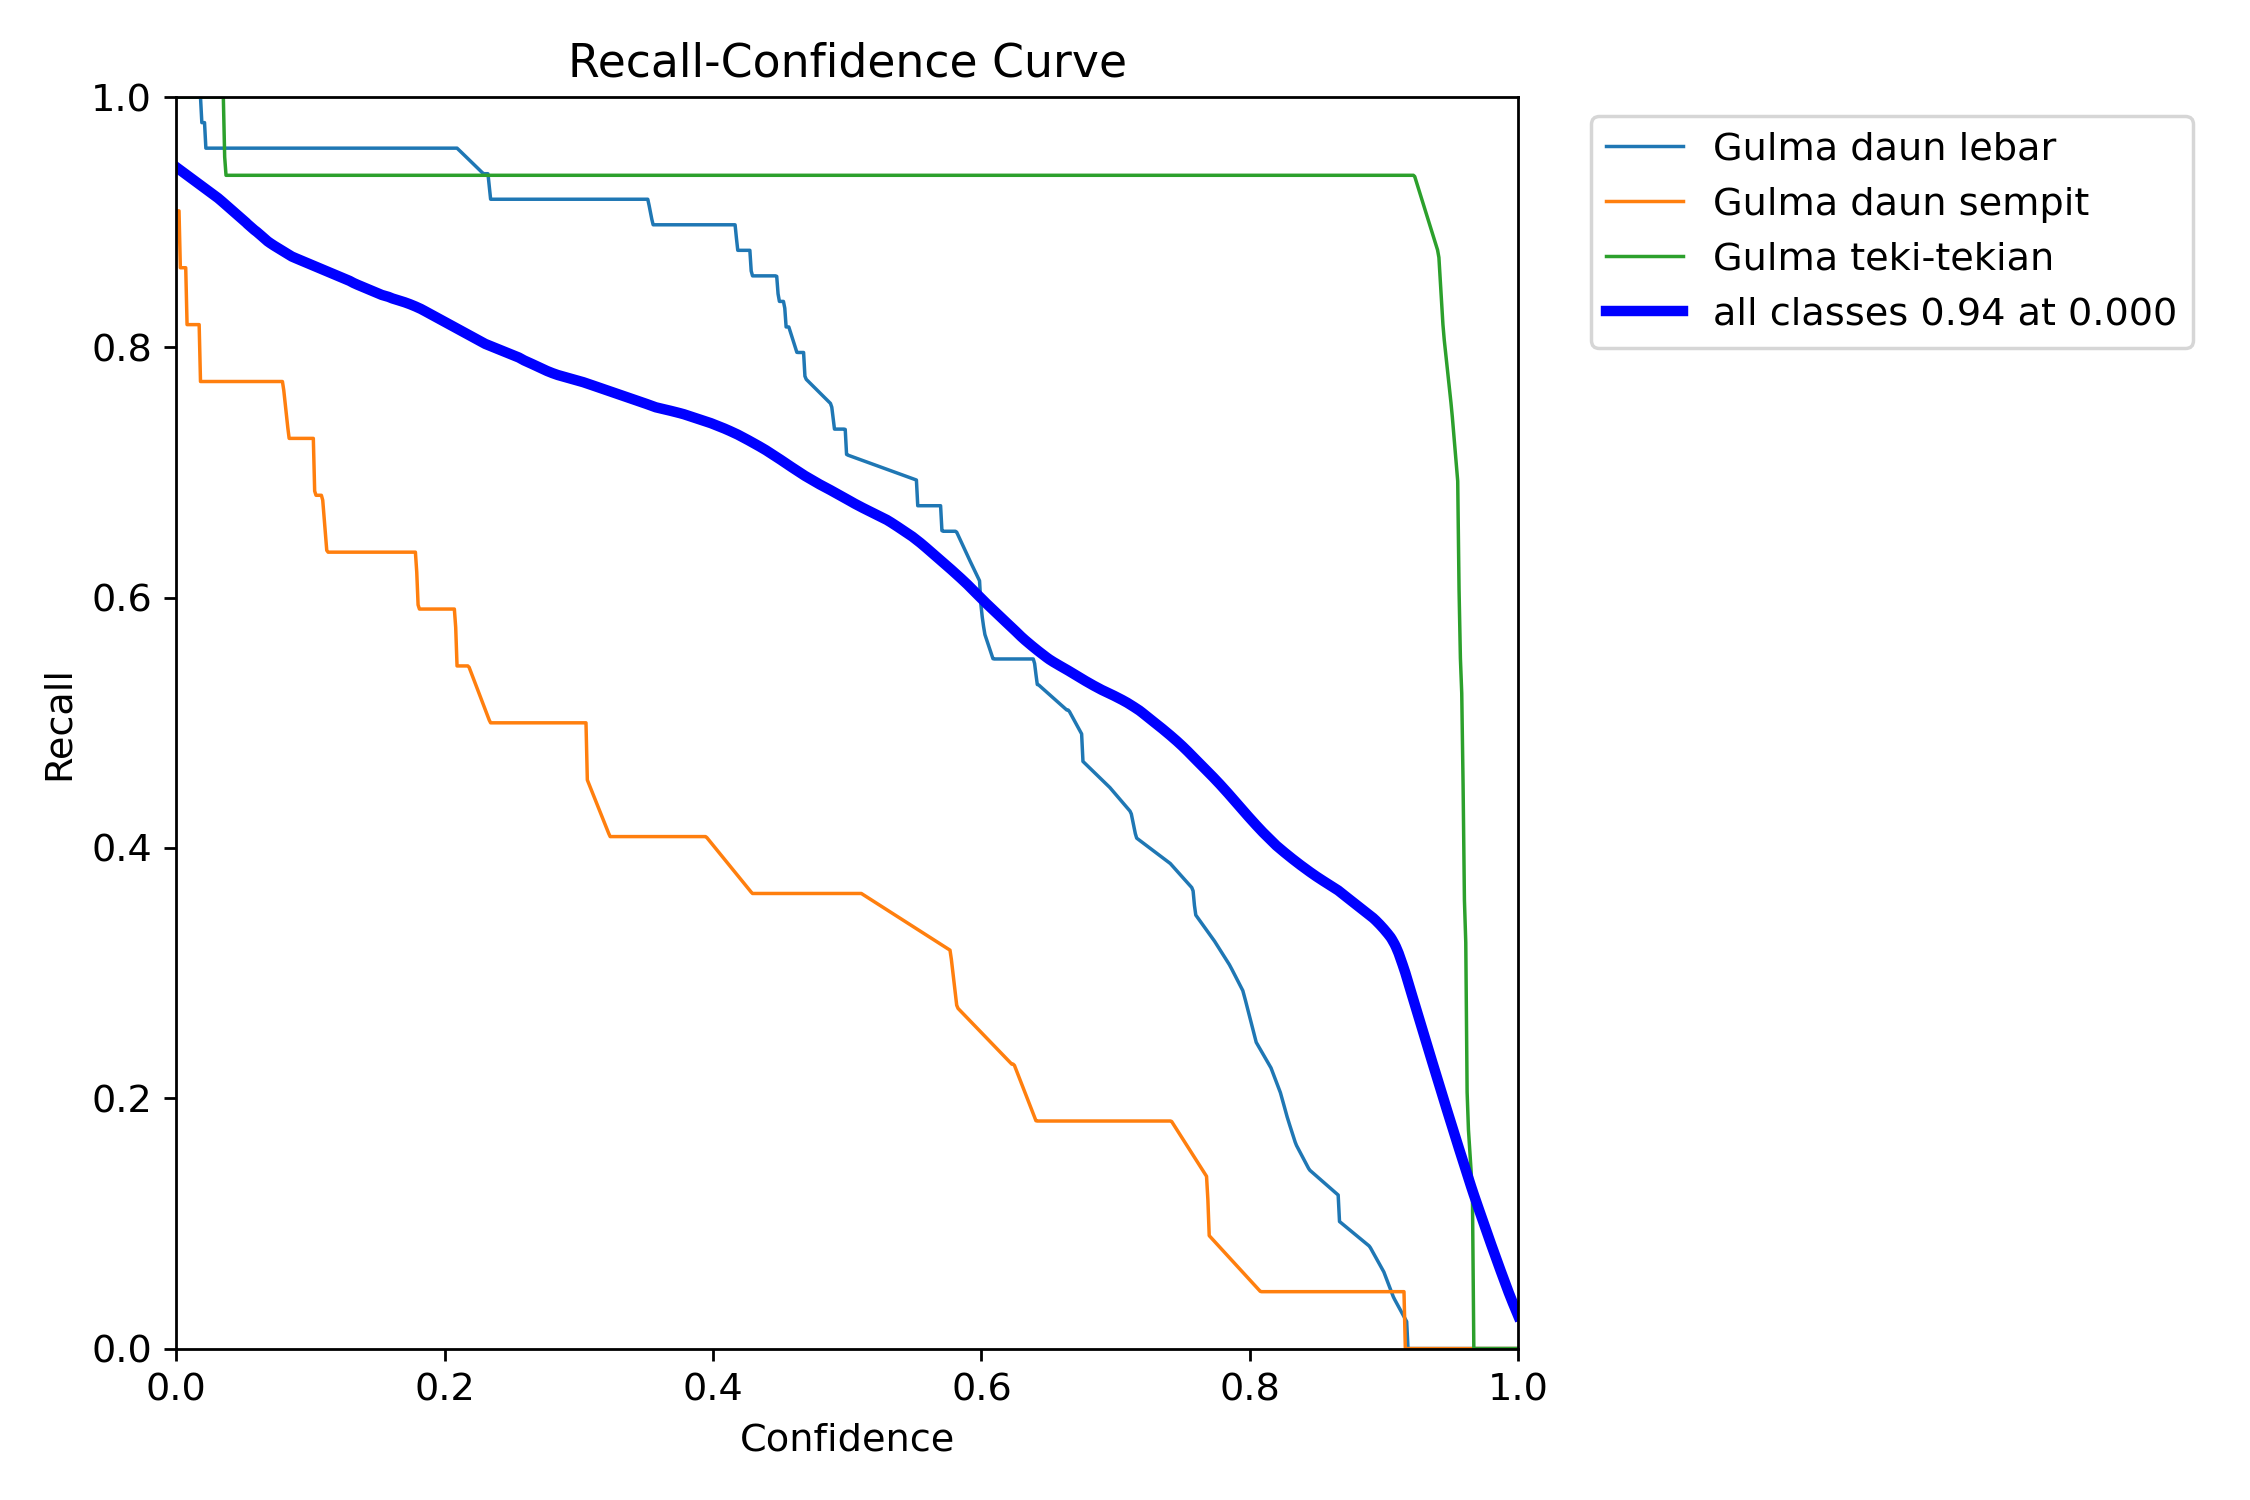 Recall-Confidence Curve
1.0
0.8
0.6
0.4
0.2
0.0
Recall
0.0 0.2 0.4 0.6 0.8 1.0
Confidence
Gulma daun lebar
Gulma daun sempit
Gulma teki-tekian
all classes 0.94 at 0.000